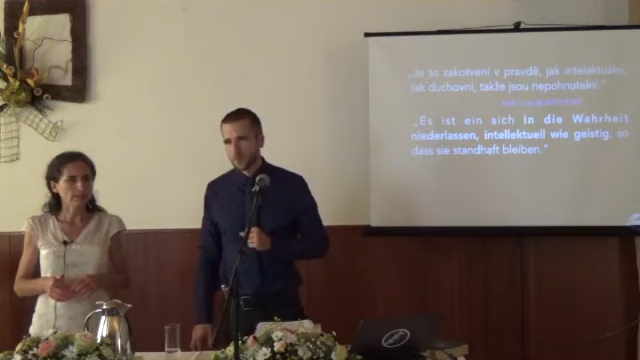 „Je to zakotvení v pravdě, jak intelektuální,
tak duchovní, takže jsou nepohnutelní.“
„Es ist ein sich in die Wahrheit
niederlassen, intellektuell wie geistig, so
dass sie standhaft bleiben.“